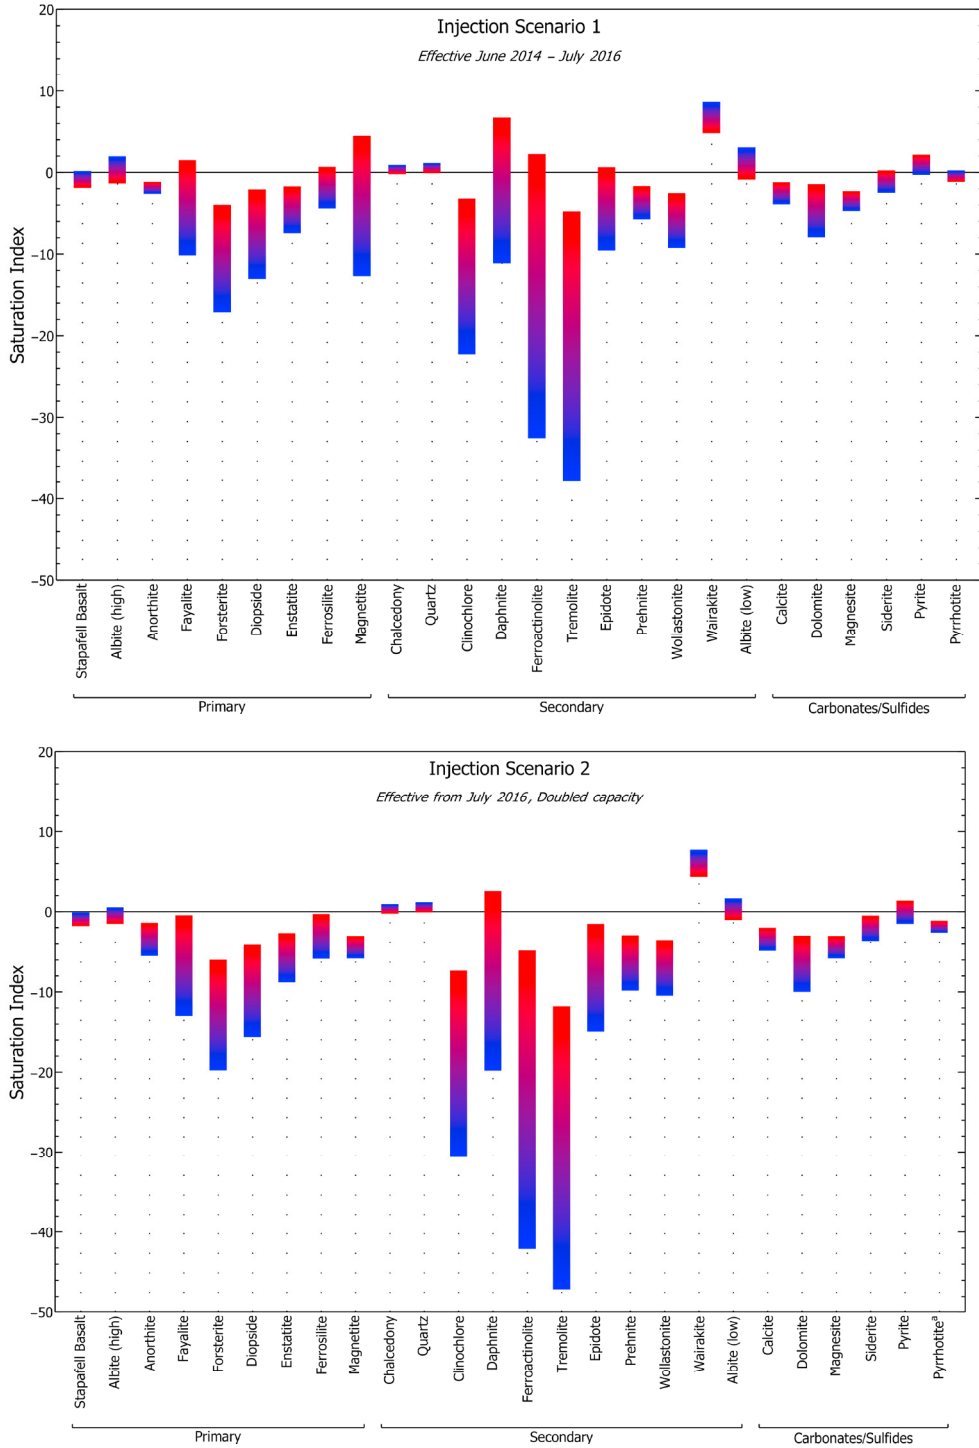 Injection Scenario 1
Effective June 2014 – July 2016
Saturation Index
20
10
0
−10
−20
−30
−40
−50
Stapafell Basalt
Albite (high)
Anorthite
Fayalite
Forsterite
Diopside
Enstatite
Ferrosilite
Magnetite
Chalcedony
Quartz
Clinochlore
Daphnite
Ferroactinolite
Tremolite
Epidote
Prehnite
Wollastonite
Wairakite
Albite (low)
Calcite
Dolomite
Magnesite
Siderite
Pyrite
Pyrrhotite
Primary
Secondary
Carbonates/Sulfides
Injection Scenario 2
Effective from July 2016, Doubled capacity
Saturation Index
20
10
0
−10
−20
−30
−40
−50
Stapafell Basalt
Albite (high)
Anorthite
Fayalite
Forsterite
Diopside
Enstatite
Ferrosilite
Magnetite
Chalcedony
Quartz
Clinochlore
Daphnite
Ferroactinolite
Tremolite
Epidote
Prehnite
Wollastonite
Wairakite
Albite (low)
Calcite
Dolomite
Magnesite
Siderite
Pyrite
Pyrrhotiteᵃ
Primary
Secondary
Carbonates/Sulfides